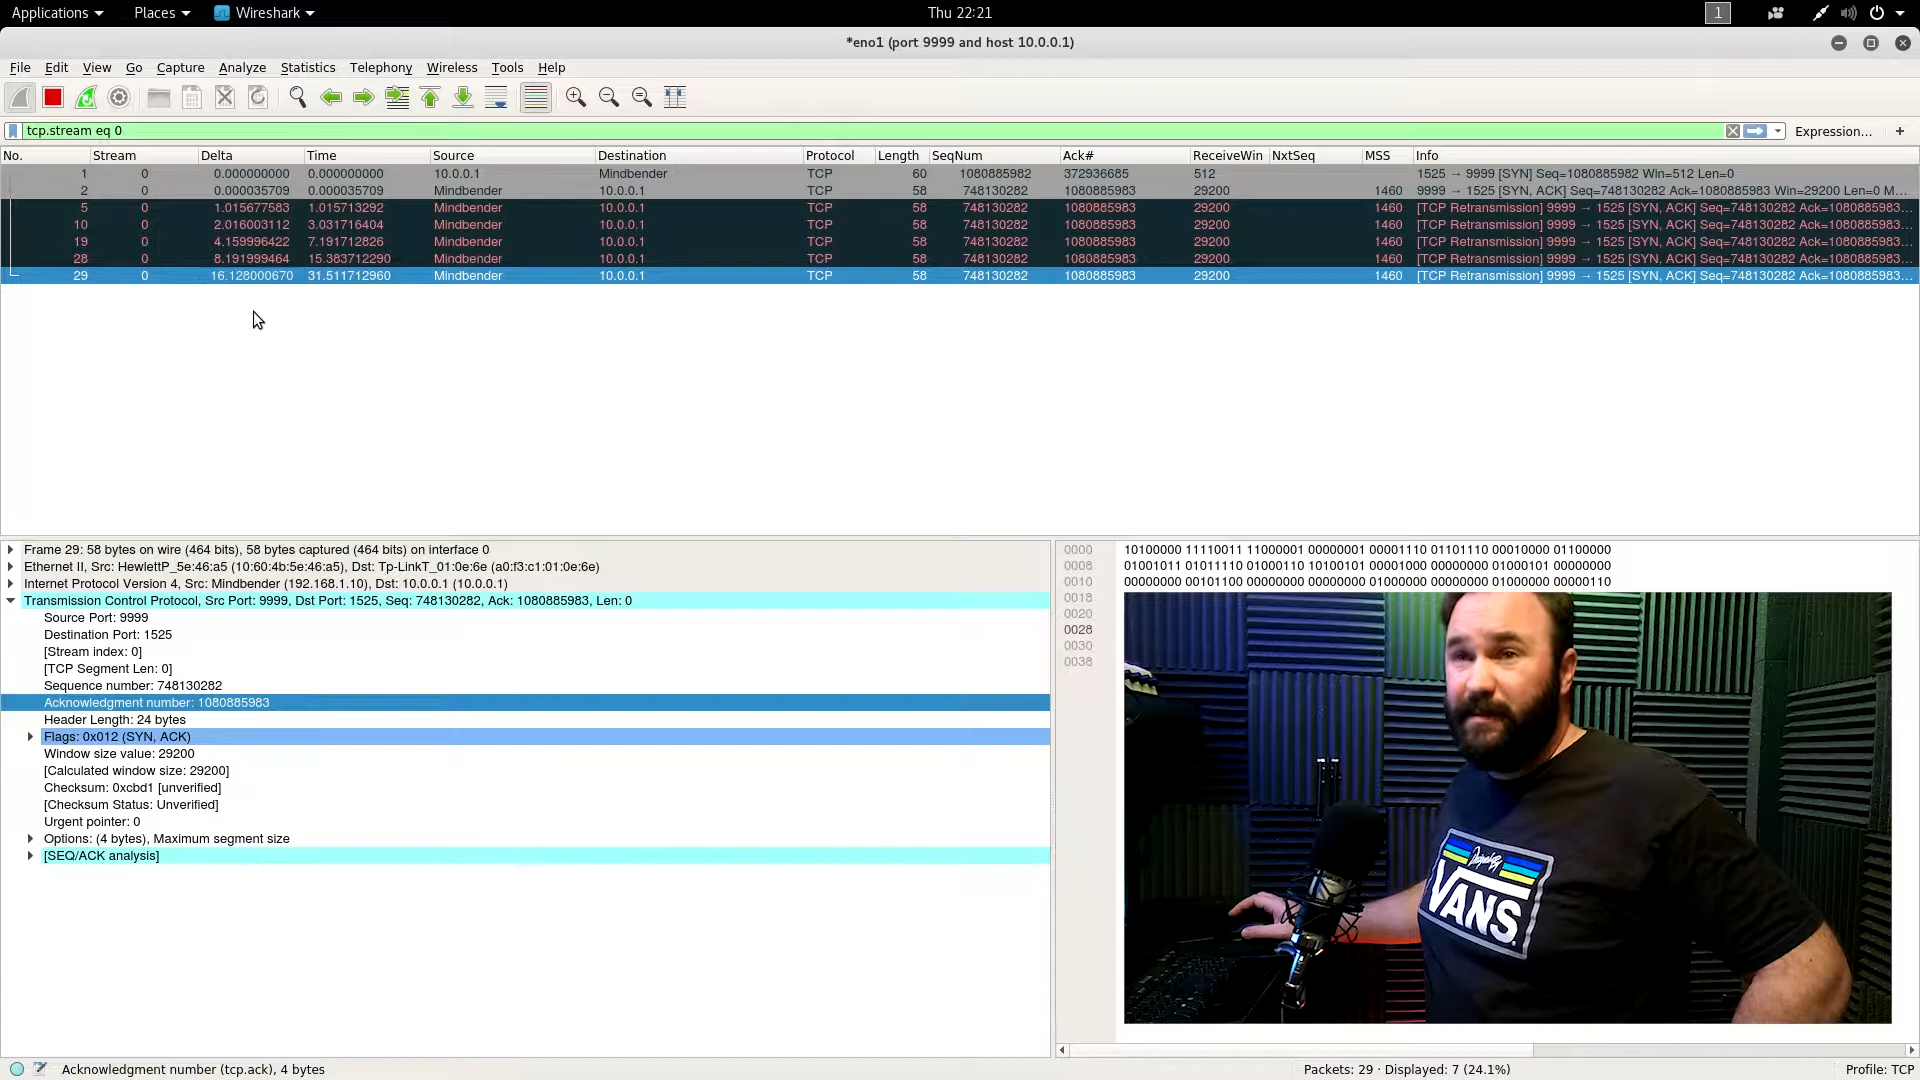 Applications Places Wireshark Thu 22:21 1
*eno1 (port 9999 and host 10.0.0.1)
File Edit View Go Capture Analyze Statistics Telephony Wireless Tools Help
tcp.stream eq 0 Expression... +
No. Stream Delta Time Source Destination Protocol Length SeqNum Ack# ReceiveWin NxtSeq MSS Info
1 0 0.000000000 0.000000000 10.0.0.1 Mindbender TCP 60 1080885982 372936685 512 1525 → 9999 [SYN] Seq=1080885982 Win=512 Len=0
2 0 0.000035709 0.000035709 Mindbender 10.0.0.1 TCP 58 748130282 1080885983 29200 1460 9999 → 1525 [SYN, ACK] Seq=748130282 Ack=1080885983 Win=29200 Len=0 M...
5 0 1.015677583 1.015713292 Mindbender 10.0.0.1 TCP 58 748130282 1080885983 29200 1460 [TCP Retransmission] 9999 → 1525 [SYN, ACK] Seq=748130282 Ack=1080885983...
10 0 2.016003112 3.031716404 Mindbender 10.0.0.1 TCP 58 748130282 1080885983 29200 1460 [TCP Retransmission] 9999 → 1525 [SYN, ACK] Seq=748130282 Ack=1080885983...
19 0 4.159996422 7.191712826 Mindbender 10.0.0.1 TCP 58 748130282 1080885983 29200 1460 [TCP Retransmission] 9999 → 1525 [SYN, ACK] Seq=748130282 Ack=1080885983...
28 0 8.191999464 15.383712290 Mindbender 10.0.0.1 TCP 58 748130282 1080885983 29200 1460 [TCP Retransmission] 9999 → 1525 [SYN, ACK] Seq=748130282 Ack=1080885983...
29 0 16.128000670 31.511712960 Mindbender 10.0.0.1 TCP 58 748130282 1080885983 29200 1460 [TCP Retransmission] 9999 → 1525 [SYN, ACK] Seq=748130282 Ack=1080885983...
Frame 29: 58 bytes on wire (464 bits), 58 bytes captured (464 bits) on interface 0
Ethernet II, Src: HewlettP_5e:46:a5 (10:60:4b:5e:46:a5), Dst: Tp-LinkT_01:0e:6e (a0:f3:c1:01:0e:6e)
Internet Protocol Version 4, Src: Mindbender (192.168.1.10), Dst: 10.0.0.1 (10.0.0.1)
Transmission Control Protocol, Src Port: 9999, Dst Port: 1525, Seq: 748130282, Ack: 1080885983, Len: 0
Source Port: 9999
Destination Port: 1525
[Stream index: 0]
[TCP Segment Len: 0]
Sequence number: 748130282
Acknowledgment number: 1080885983
Header Length: 24 bytes
Flags: 0x012 (SYN, ACK)
Window size value: 29200
[Calculated window size: 29200]
Checksum: 0xcbd1 [unverified]
[Checksum Status: Unverified]
Urgent pointer: 0
Options: (4 bytes), Maximum segment size
[SEQ/ACK analysis]
0000 10100000 11110011 11000001 00000001 00001110 01101110 00010000 01100000
0008 01001011 01011110 01000110 10100101 00001000 00000000 01000101 00000000
0010 00000000 00101100 00000000 00000000 01000000 00000000 01000000 00000110
0018
0020
0028
0030
0038
VANS
Acknowledgment number (tcp.ack), 4 bytes Packets: 29 · Displayed: 7 (24.1%) Profile: TCP